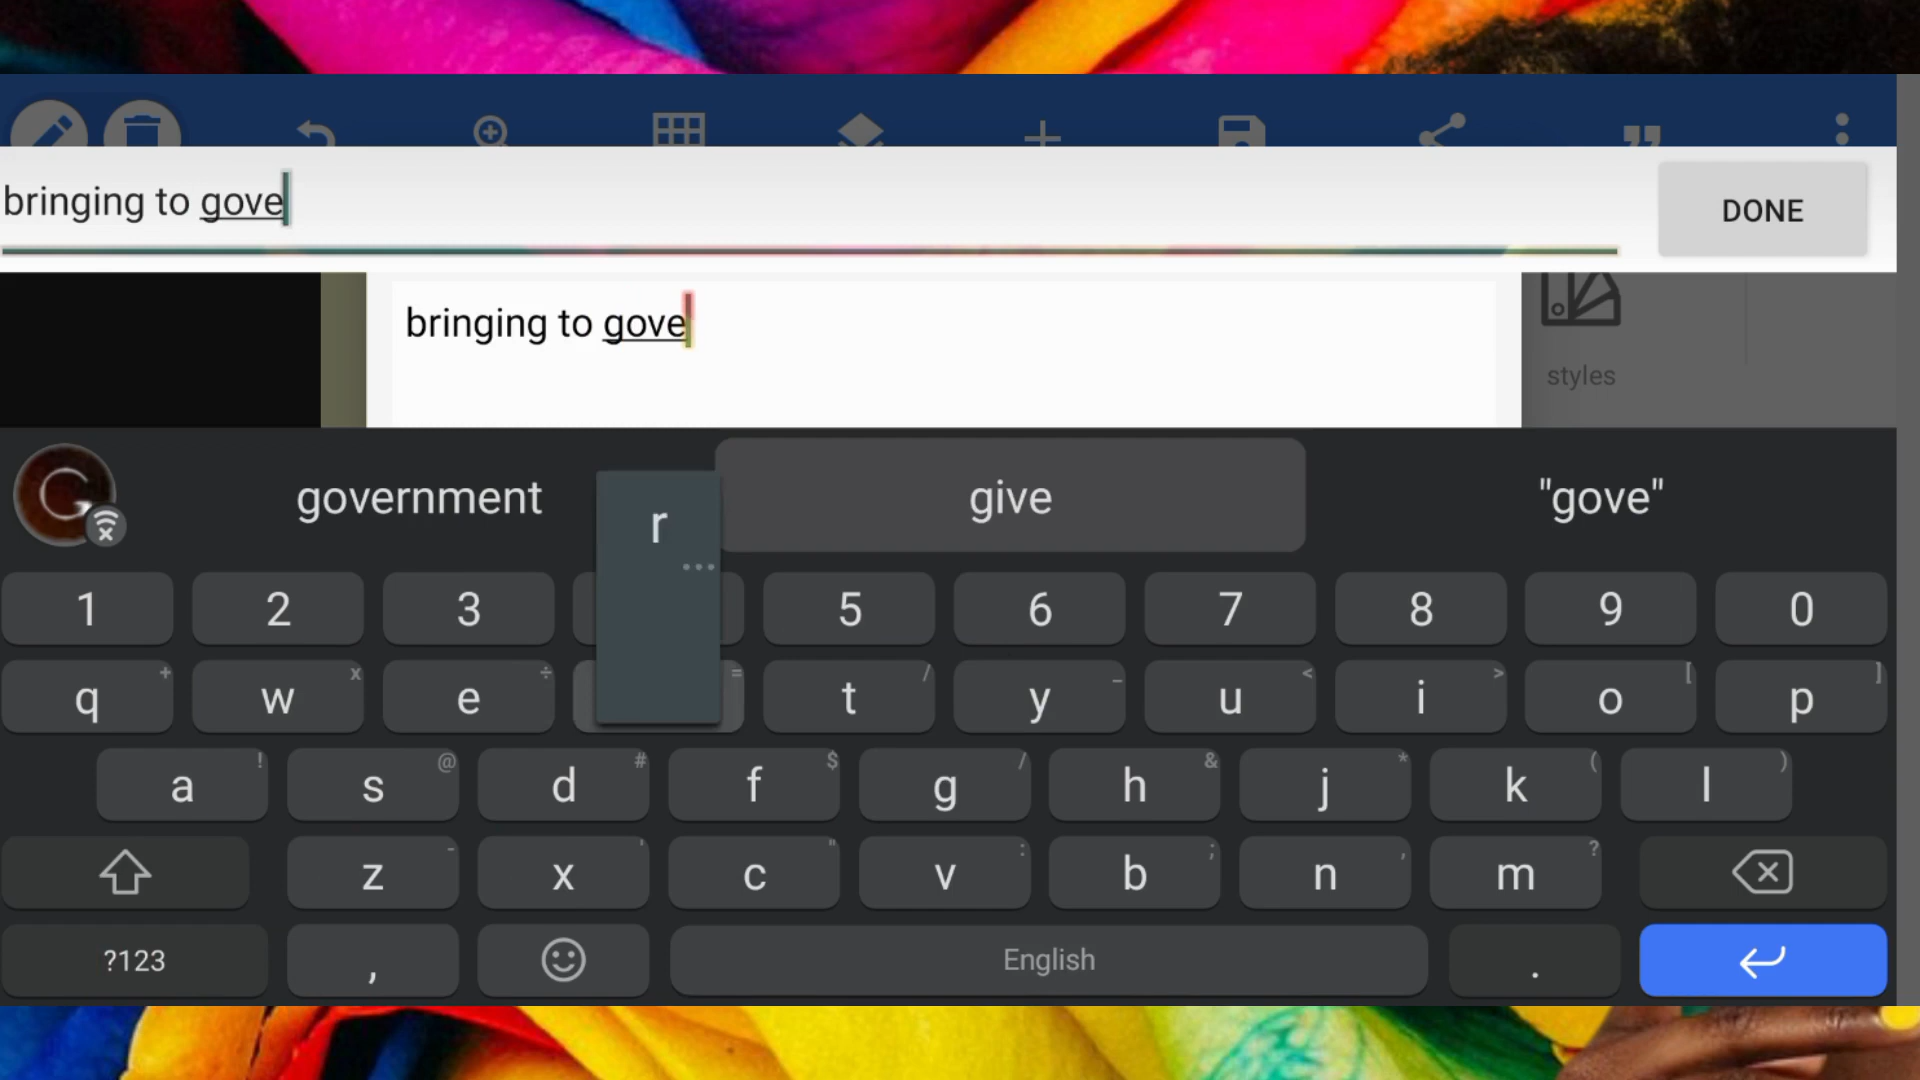 bringing to gove
DONE
bringing to gove
styles
government
r
...
give
"gove"
1 2 3 5 6 7 8 9 0
q + w x e ÷ = t / y _ u < i > o [ p ]
a ! s @ d # f $ g / h & j * k ( l )
z - x ' c " v : b ; n , m ?
?123 , English .